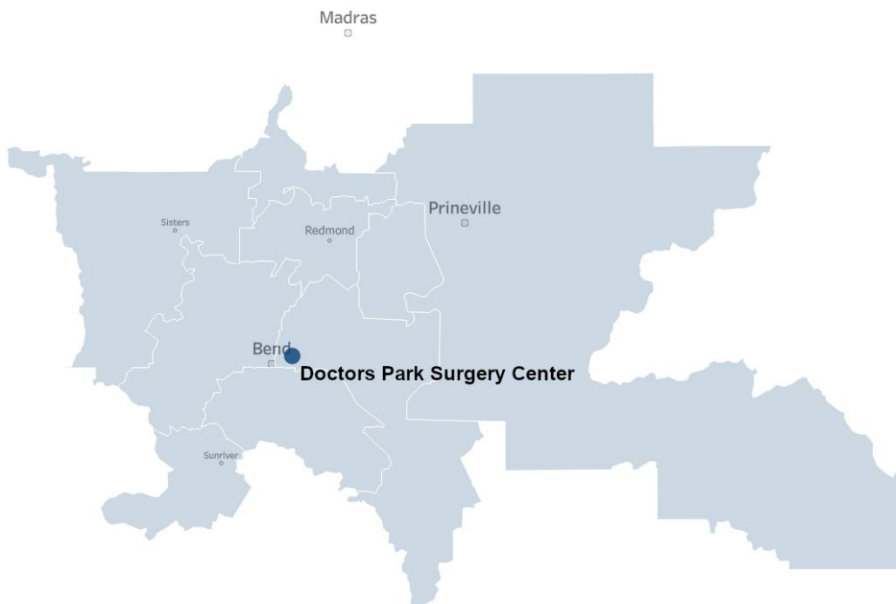 Madras
Sisters
Redmond
Prineville
Bend
Doctors Park Surgery Center
Sunriver